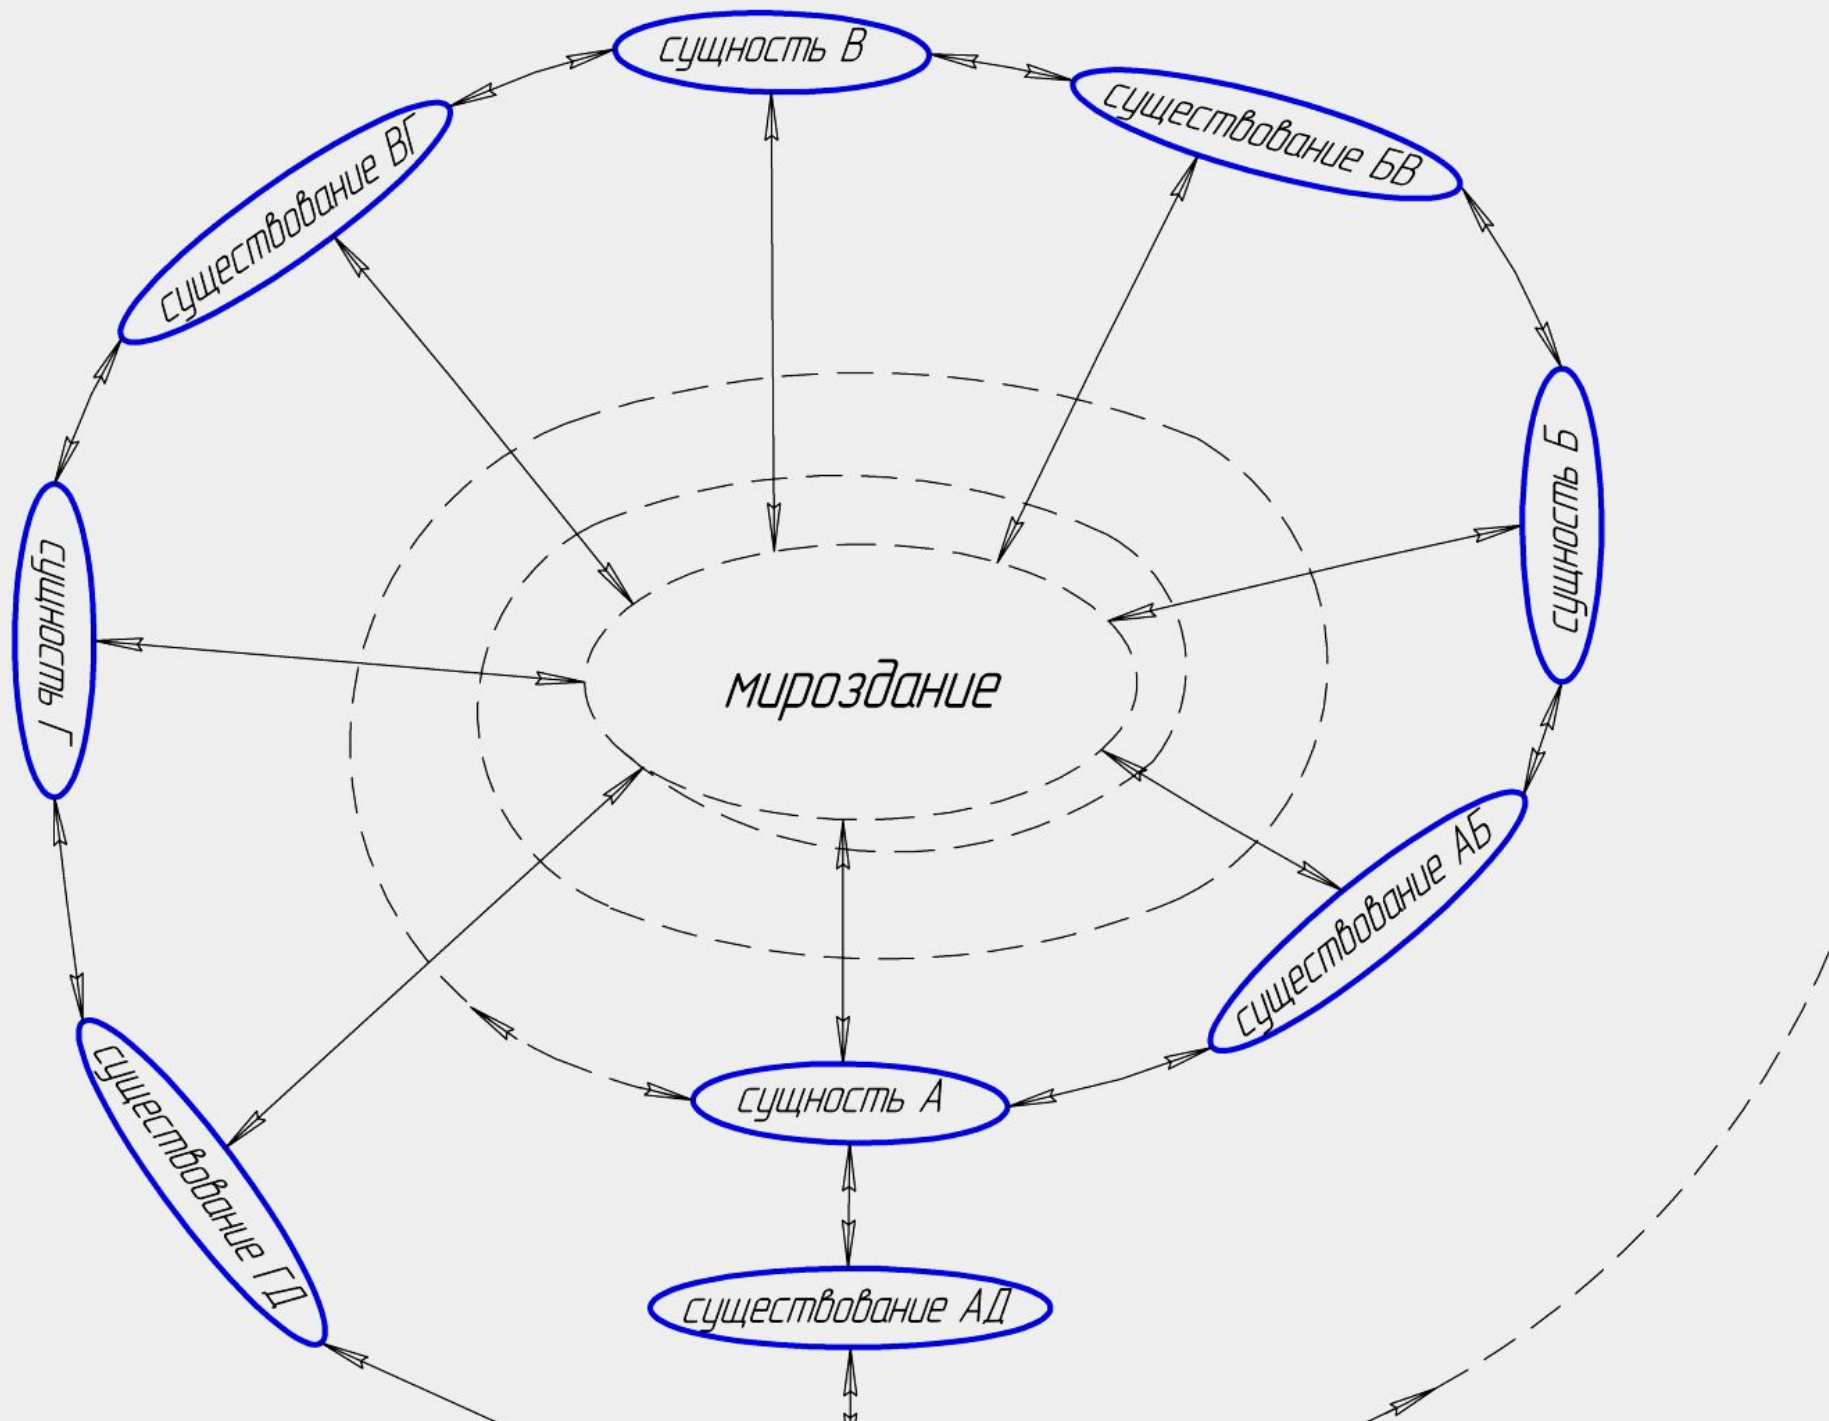 сущность В
существование БВ
существование ВГ
сущность Б
сущность Г
мироздание
существование АБ
сущность А
существование ГД
существование АД